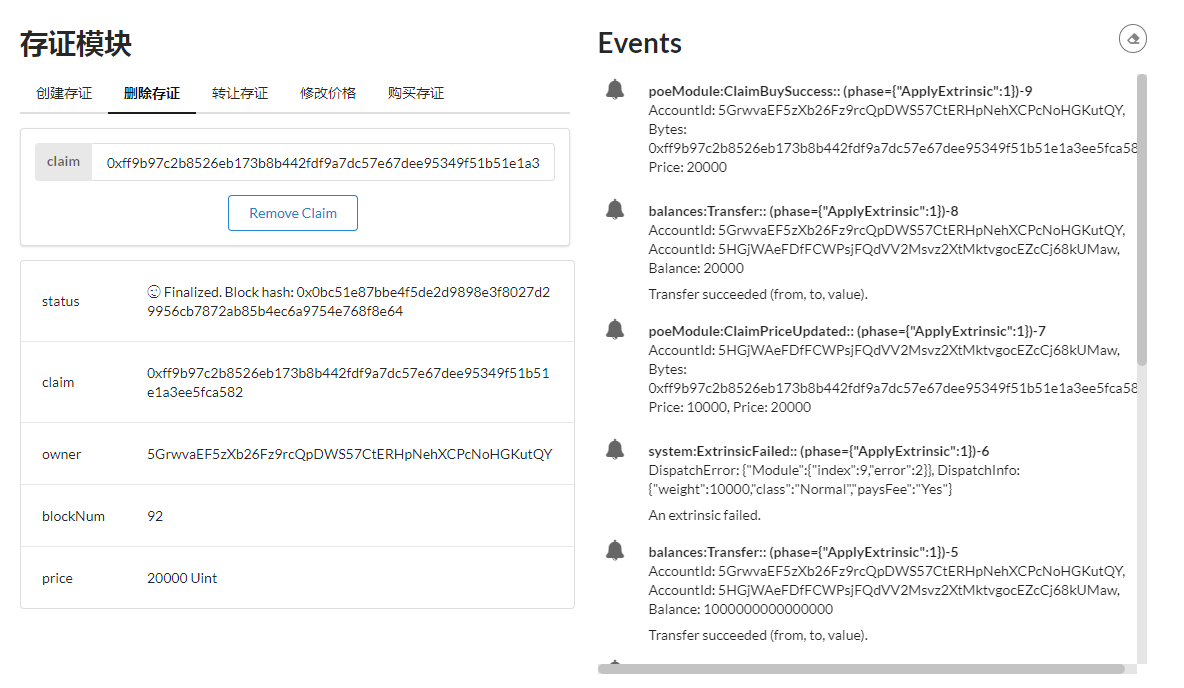 存证模块
创建存证 删除存证 转让存证 修改价格 购买存证
claim 0xff9b97c2b8526eb173b8b442fdf9a7dc57e67dee95349f51b51e1a3
Remove Claim
status Finalized. Block hash: 0x0bc51e87bbe4f5de2d9898e3f8027d2
9956cb7872ab85b4ec6a9754e768f8e64
claim 0xff9b97c2b8526eb173b8b442fdf9a7dc57e67dee95349f51b51
e1a3ee5fca582
owner 5GrwvaEF5zXb26Fz9rcQpDWS57CtERHpNehXCPcNoHGKutQY
blockNum 92
price 20000 Uint
Events
poeModule:ClaimBuySuccess:: (phase={"ApplyExtrinsic":1})-9
AccountId: 5GrwvaEF5zXb26Fz9rcQpDWS57CtERHpNehXCPcNoHGKutQY,
Bytes:
0xff9b97c2b8526eb173b8b442fdf9a7dc57e67dee95349f51b51e1a3ee5fca58
Price: 20000
balances:Transfer:: (phase={"ApplyExtrinsic":1})-8
AccountId: 5GrwvaEF5zXb26Fz9rcQpDWS57CtERHpNehXCPcNoHGKutQY,
AccountId: 5HGjWAeFDfFCWPsjFQdVV2Msvz2XtMktvgocEZcCj68kUMaw,
Balance: 20000
Transfer succeeded (from, to, value).
poeModule:ClaimPriceUpdated:: (phase={"ApplyExtrinsic":1})-7
AccountId: 5HGjWAeFDfFCWPsjFQdVV2Msvz2XtMktvgocEZcCj68kUMaw,
Bytes:
0xff9b97c2b8526eb173b8b442fdf9a7dc57e67dee95349f51b51e1a3ee5fca58
Price: 10000, Price: 20000
system:ExtrinsicFailed:: (phase={"ApplyExtrinsic":1})-6
DispatchError: {"Module":{"index":9,"error":2}}, DispatchInfo:
{"weight":10000,"class":"Normal","paysFee":"Yes"}
An extrinsic failed.
balances:Transfer:: (phase={"ApplyExtrinsic":1})-5
AccountId: 5GrwvaEF5zXb26Fz9rcQpDWS57CtERHpNehXCPcNoHGKutQY,
AccountId: 5HGjWAeFDfFCWPsjFQdVV2Msvz2XtMktvgocEZcCj68kUMaw,
Balance: 1000000000000000
Transfer succeeded (from, to, value).